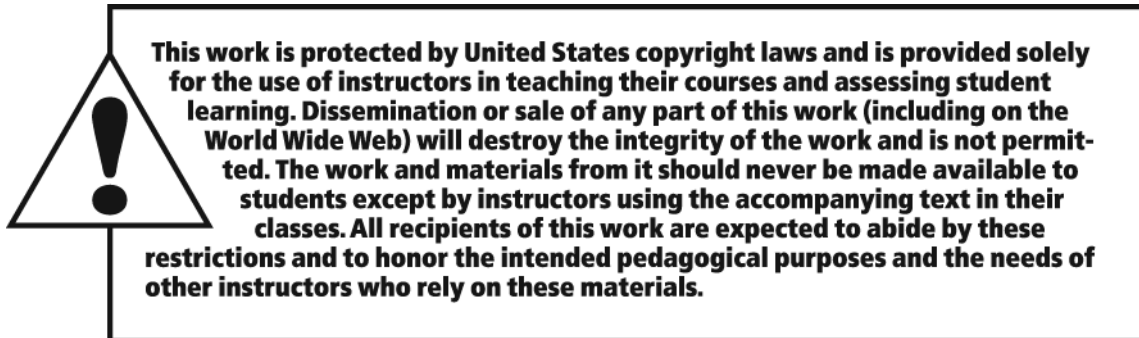 This work is protected by United States copyright laws and is provided solely
for the use of instructors in teaching their courses and assessing student
learning. Dissemination or sale of any part of this work (including on the
World Wide Web) will destroy the integrity of the work and is not permit-
ted. The work and materials from it should never be made available to
students except by instructors using the accompanying text in their
classes. All recipients of this work are expected to abide by these
restrictions and to honor the intended pedagogical purposes and the needs of
other instructors who rely on these materials.